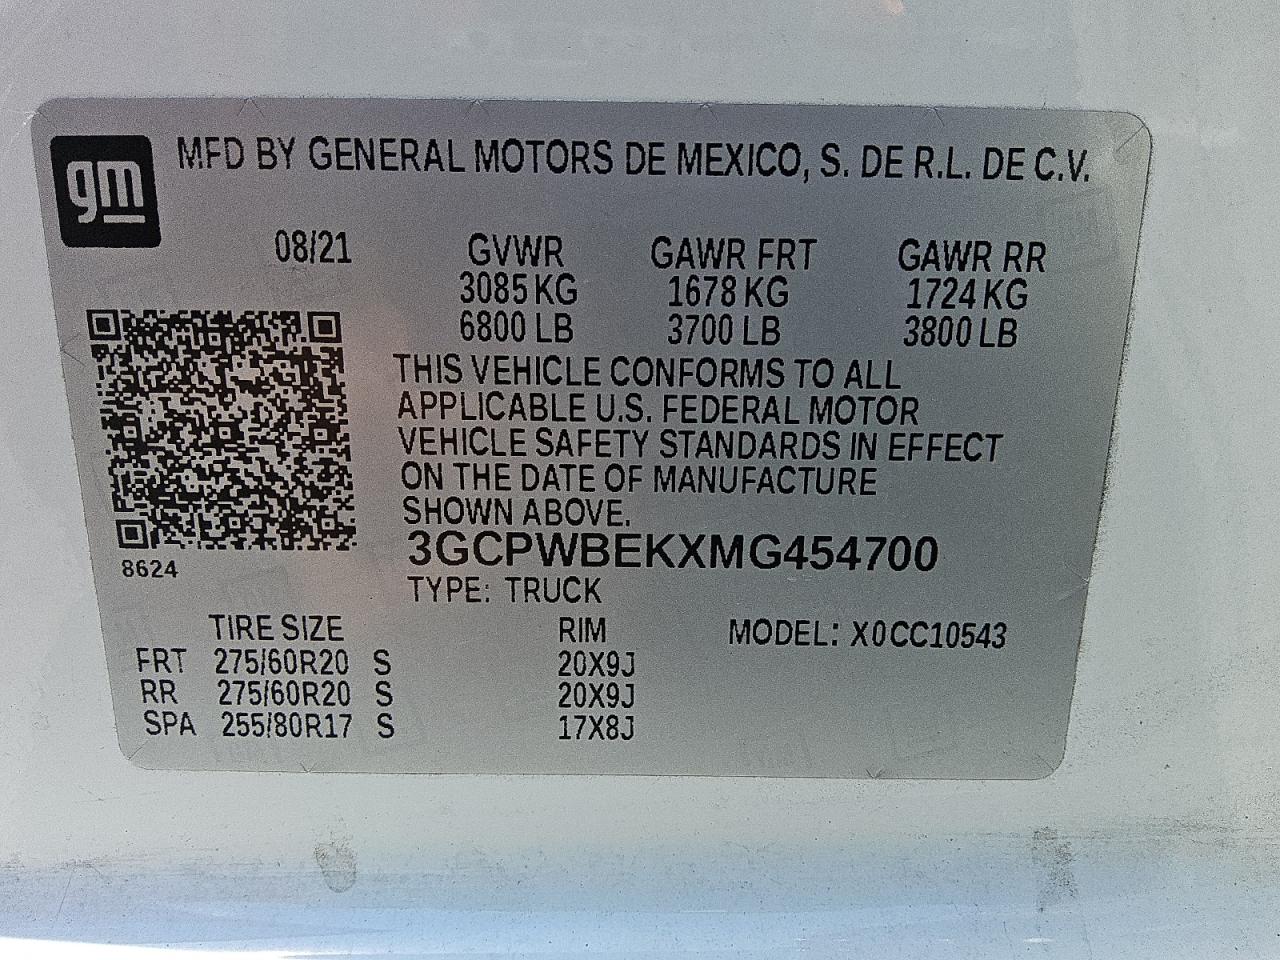 gm
MFD BY GENERAL MOTORS DE MEXICO, S. DE R.L. DE C.V.
08/21 GVWR GAWR FRT GAWR RR
3085 KG 1678 KG 1724 KG
6800 LB 3700 LB 3800 LB
THIS VEHICLE CONFORMS TO ALL
APPLICABLE U.S. FEDERAL MOTOR
VEHICLE SAFETY STANDARDS IN EFFECT
ON THE DATE OF MANUFACTURE
SHOWN ABOVE.
3GCPWBEKXMG454700
8624
TYPE: TRUCK
TIRE SIZE RIM MODEL: X0CC10543
FRT 275/60R20 S 20X9J
RR 275/60R20 S 20X9J
SPA 255/80R17 S 17X8J